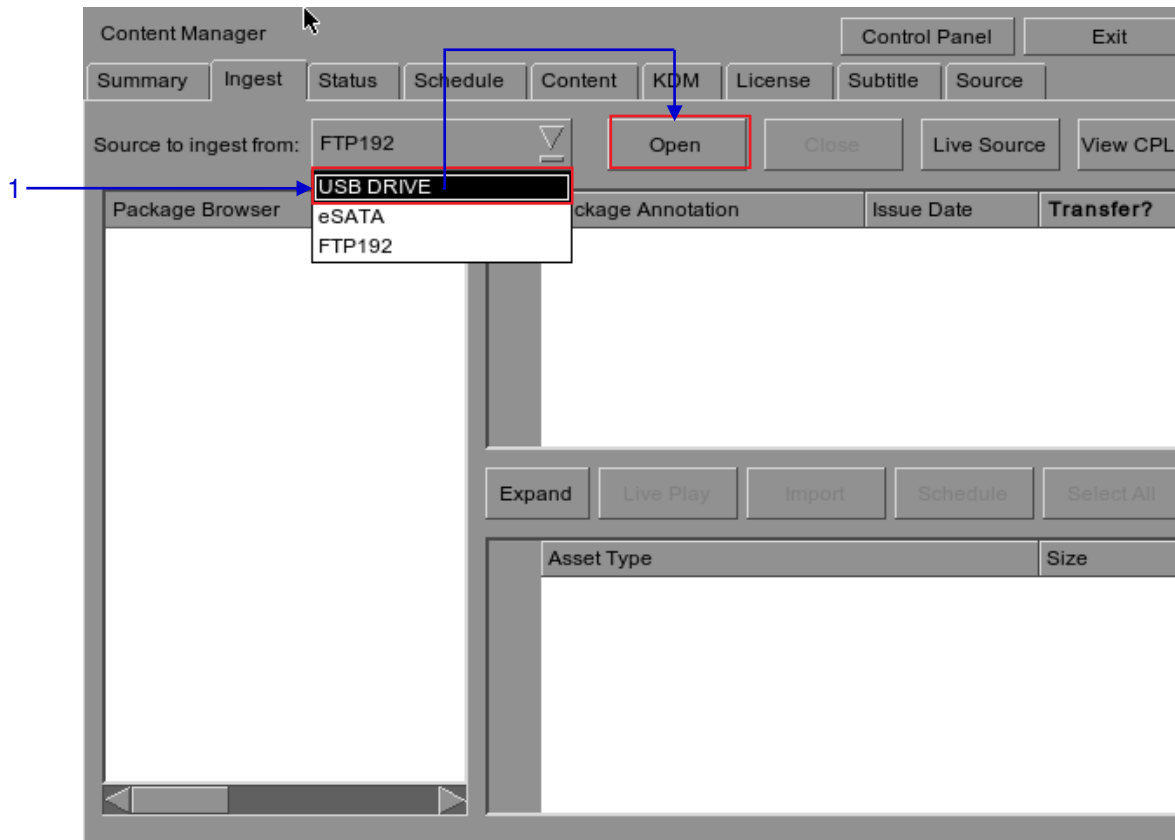 Content Manager Control Panel Exit
Summary Ingest Status Schedule Content KDM License Subtitle Source
Source to ingest from: FTP192 Open Close Live Source View CPL
1 USB DRIVE
Package Browser ckage Annotation Issue Date Transfer?
eSATA
FTP192
Expand Live Play Import Schedule Select All
Asset Type Size